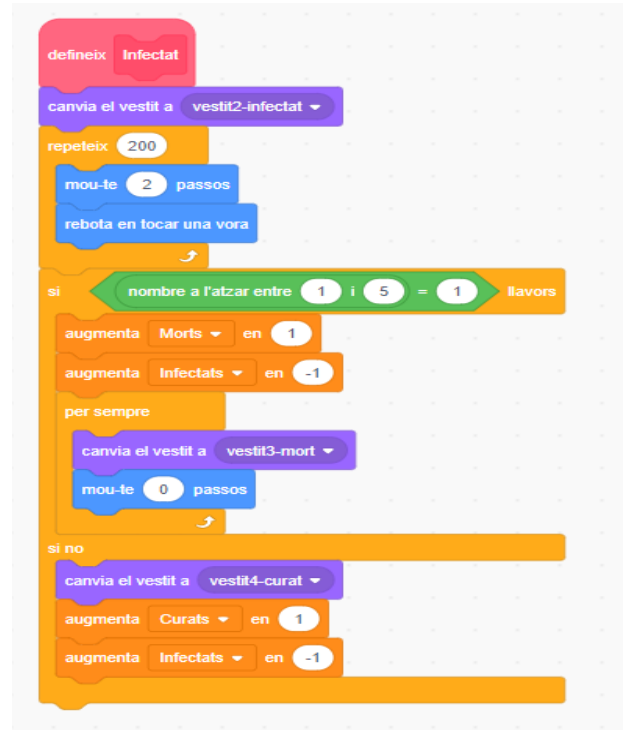 defineix Infectat
canvia el vestit a vestit2-infectat
repeteix 200
mou-te 2 passos
rebota en tocar una vora
si nombre a l'atzar entre 1 i 5 = 1 llavors
augmenta Morts en 1
augmenta Infectats en -1
per sempre
canvia el vestit a vestit3-mort
mou-te 0 passos
si no
canvia el vestit a vestit4-curat
augmenta Curats en 1
augmenta Infectats en -1